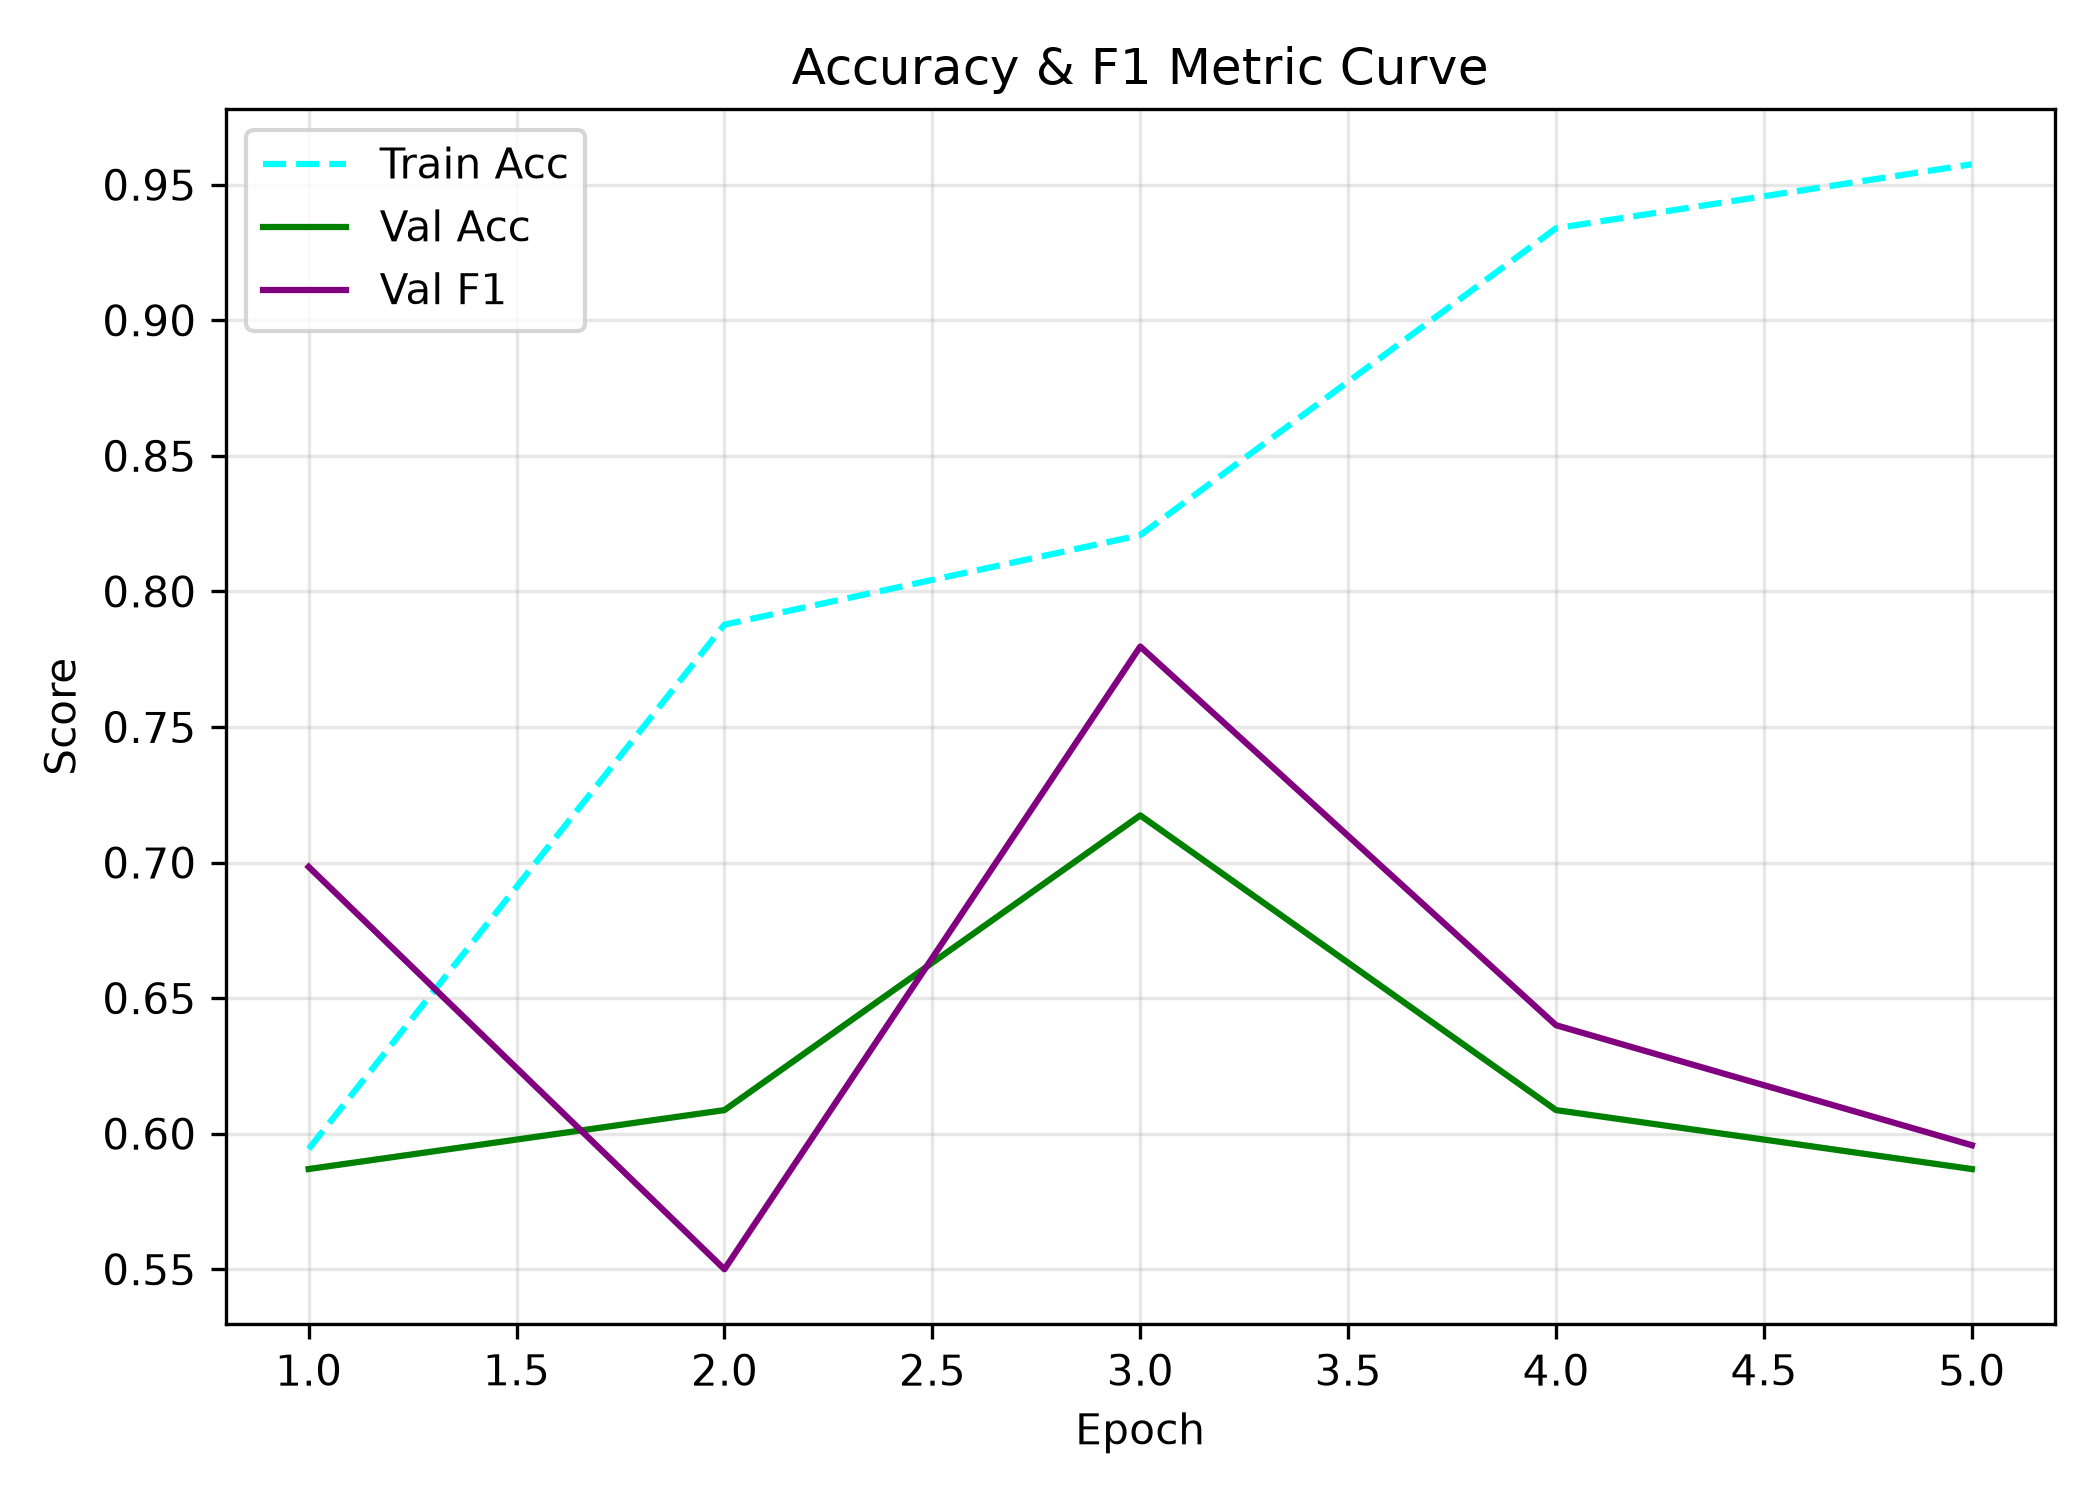 Accuracy & F1 Metric Curve
Train Acc
Val Acc
Val F1
0.95
0.90
0.85
0.80
0.75
0.70
0.65
0.60
0.55
Score
1.0 1.5 2.0 2.5 3.0 3.5 4.0 4.5 5.0
Epoch